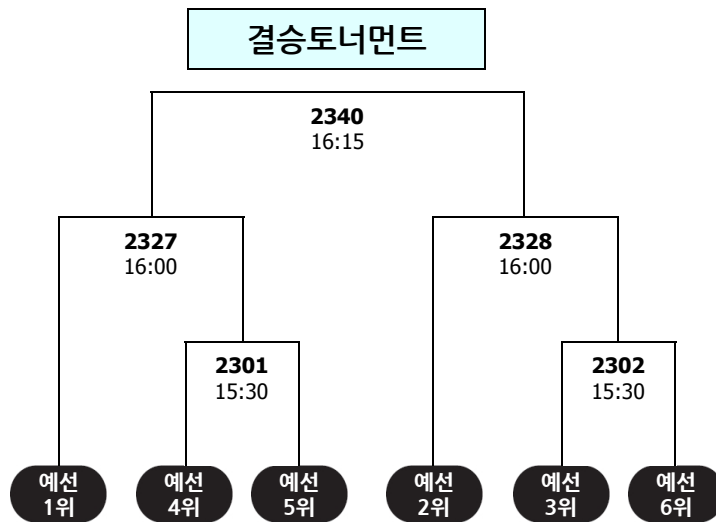 결승토너먼트
2340
16:15
2327
16:00
2328
16:00
2301
15:30
2302
15:30
예선
1위
예선
4위
예선
5위
예선
2위
예선
3위
예선
6위